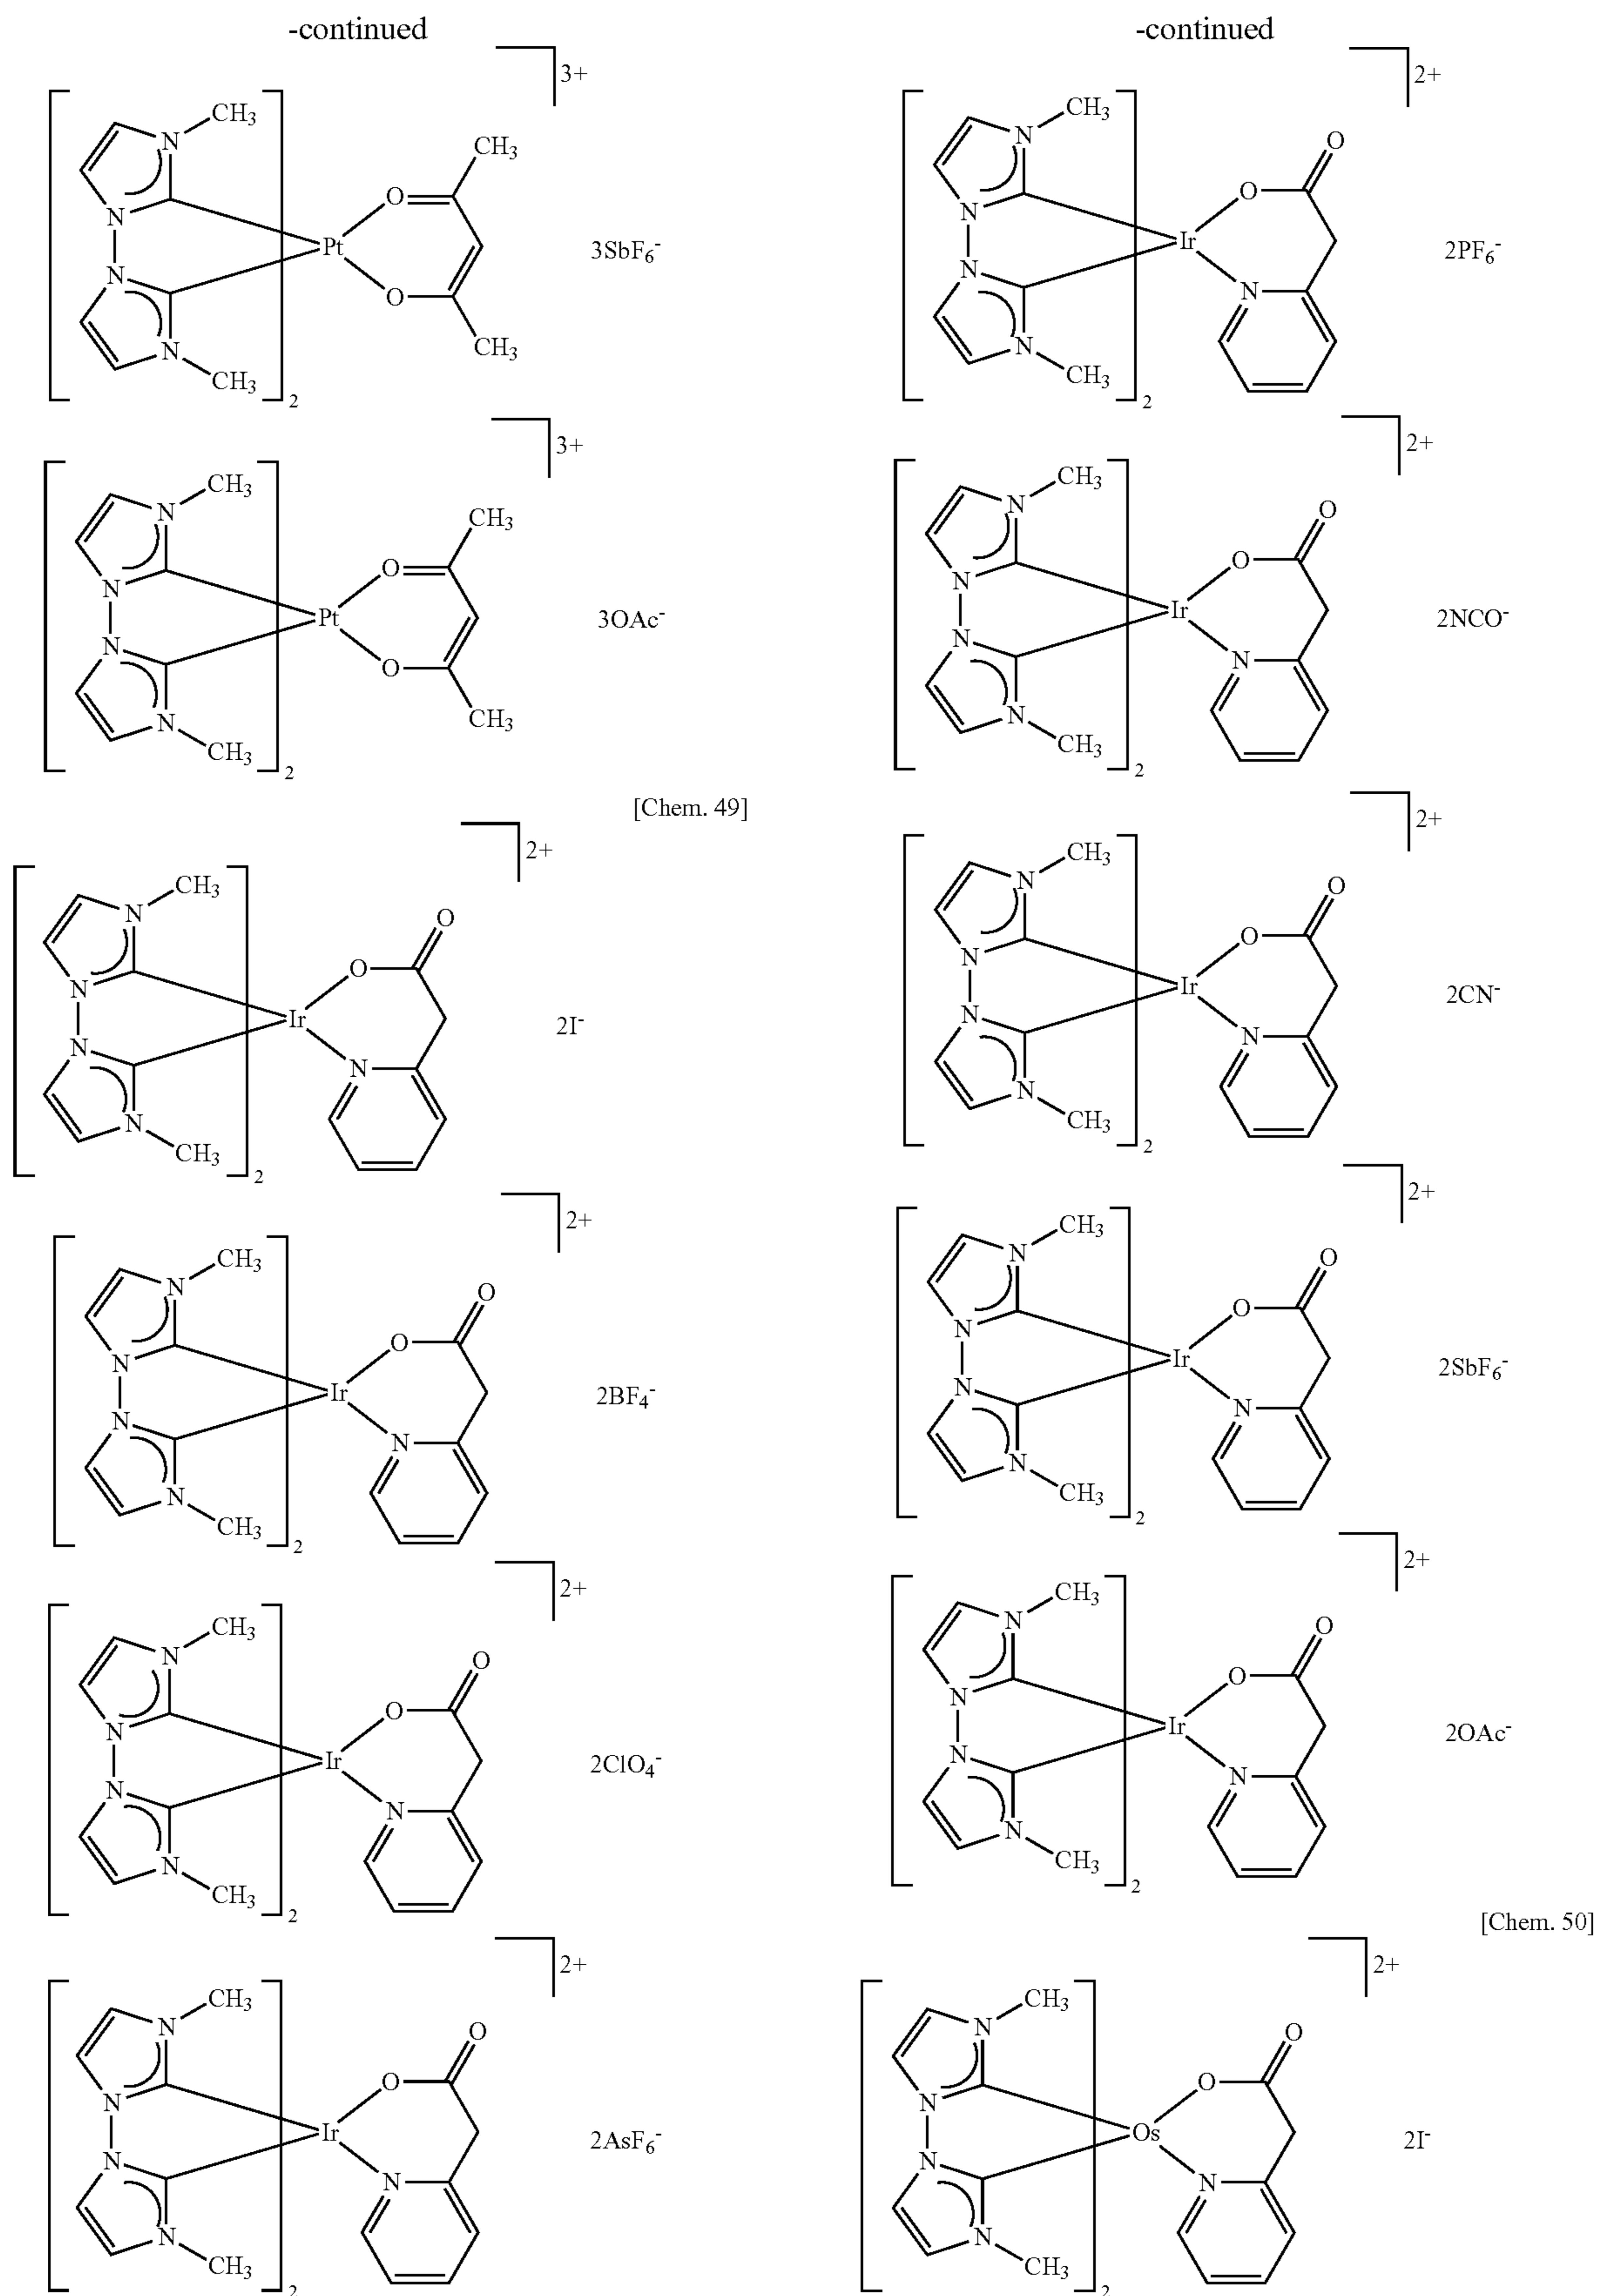 -continued
3+
CH₃
N
CH₃
O
N
Pt 3SbF₆⁻
N
O
CH₃
N
CH₃
2
3+
CH₃
N
CH₃
O
N
Pt 3OAc⁻
N
O
CH₃
N
CH₃
2
[Chem. 49]
2+
CH₃
N O
O
N
Ir 2I⁻
N
N
N
CH₃
2
2+
CH₃
N O
O
N
Ir 2BF₄⁻
N
N
N
CH₃
2
2+
CH₃
N O
O
N
Ir 2ClO₄⁻
N
N
N
CH₃
2
2+
CH₃
N O
O
N
Ir 2AsF₆⁻
N
N
N
CH₃
2
-continued
2+
CH₃
N O
O
N
Ir 2PF₆⁻
N
N
N
CH₃
2
2+
CH₃
N O
O
N
Ir 2NCO⁻
N
N
N
CH₃
2
2+
CH₃
N O
O
N
Ir 2CN⁻
N
N
N
CH₃
2
2+
CH₃
N O
O
N
Ir 2SbF₆⁻
N
N
N
CH₃
2
2+
CH₃
N O
O
N
Ir 2OAc⁻
N
N
N
CH₃
2
[Chem. 50]
2+
CH₃
N O
O
N
Os 2I⁻
N
N
N
CH₃
2